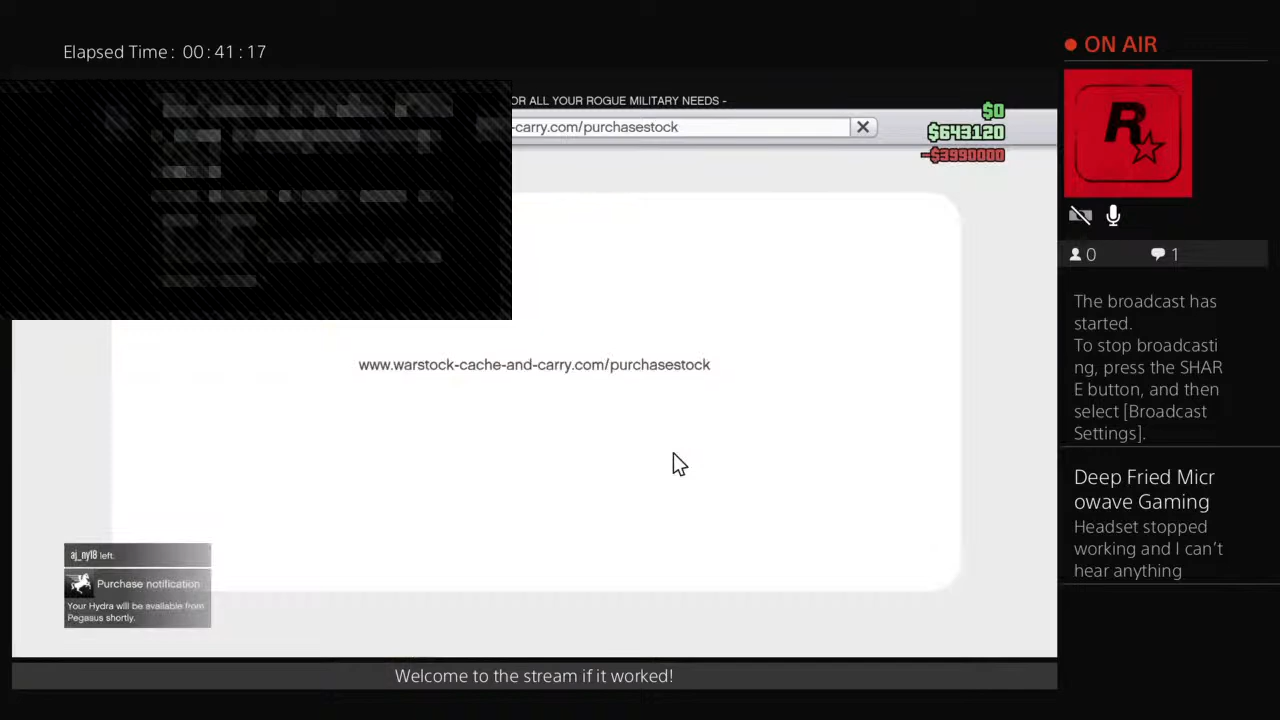 Elapsed Time: 00:41:17
ON AIR
OR ALL YOUR ROGUE MILITARY NEEDS -
-carry.com/purchasestock
$0
$643120
-$3990000
R
0
1
The broadcast has
started.
To stop broadcasti
ng, press the SHAR
E button, and then
select [Broadcast
Settings].
www.warstock-cache-and-carry.com/purchasestock
Deep Fried Micr
owave Gaming
Headset stopped
working and I can't
hear anything
aj_ny18 left.
Purchase notification
Your Hydra will be available from
Pegasus shortly.
Welcome to the stream if it worked!